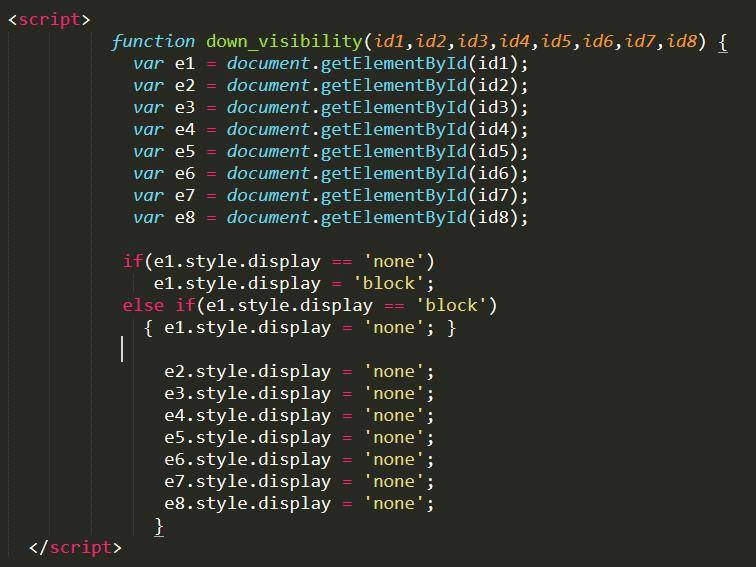 <script>
function down_visibility(id1,id2,id3,id4,id5,id6,id7,id8) {
var e1 = document.getElementById(id1);
var e2 = document.getElementById(id2);
var e3 = document.getElementById(id3);
var e4 = document.getElementById(id4);
var e5 = document.getElementById(id5);
var e6 = document.getElementById(id6);
var e7 = document.getElementById(id7);
var e8 = document.getElementById(id8);
if(e1.style.display == 'none')
e1.style.display = 'block';
else if(e1.style.display == 'block')
{ e1.style.display = 'none'; }
e2.style.display = 'none';
e3.style.display = 'none';
e4.style.display = 'none';
e5.style.display = 'none';
e6.style.display = 'none';
e7.style.display = 'none';
e8.style.display = 'none';
}
</script>